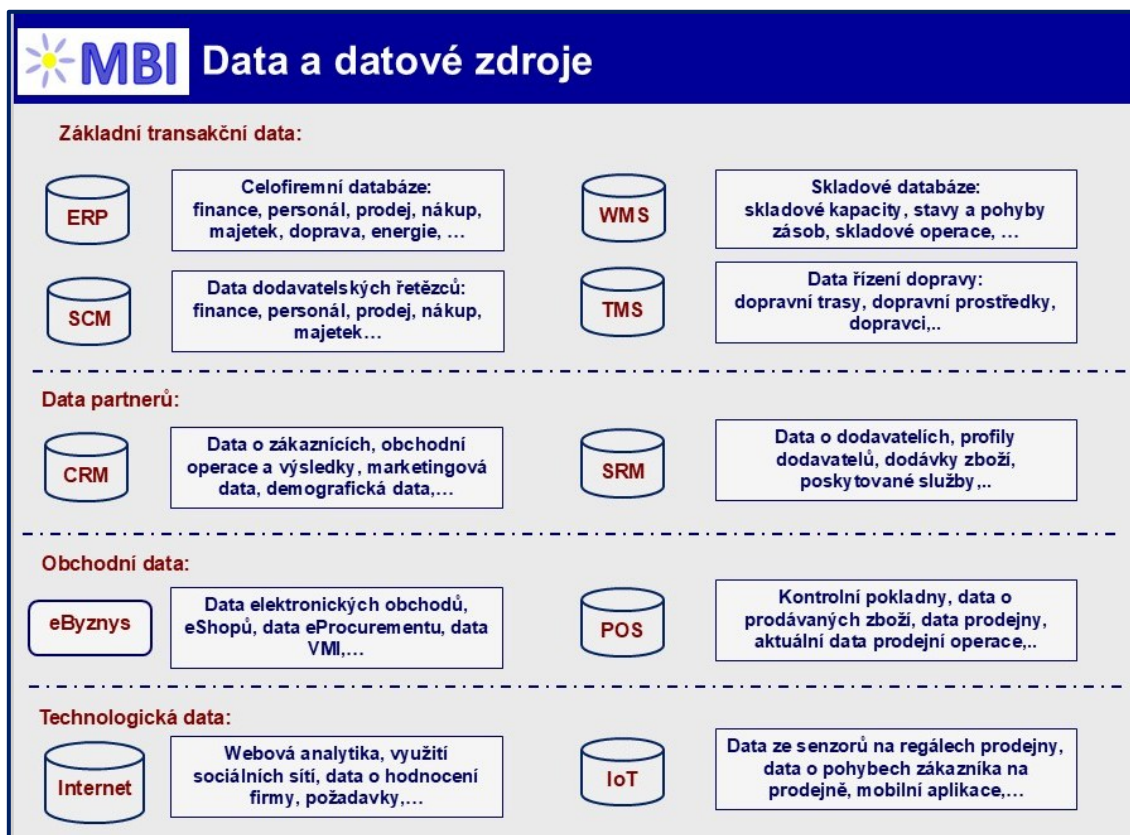 MBI
Data a datové zdroje
Základní transakční data:
ERP
Celofiremní databáze:
finance, personál, prodej, nákup,
majetek, doprava, energie, …
WMS
Skladové databáze:
skladové kapacity, stavy a pohyby
zásob, skladové operace, …
SCM
Data dodavatelských řetězců:
finance, personál, prodej, nákup,
majetek…
TMS
Data řízení dopravy:
dopravní trasy, dopravní prostředky,
dopravci,..
Data partnerů:
CRM
Data o zákaznících, obchodní
operace a výsledky, marketingová
data, demografická data,…
SRM
Data o dodavatelích, profily
dodavatelů, dodávky zboží,
poskytované služby,..
Obchodní data:
eByznys
Data elektronických obchodů,
eShopů, data eProcurementu, data
VMI,…
POS
Kontrolní pokladny, data o
prodávaných zboží, data prodejny,
aktuální data prodejní operace,..
Technologická data:
Internet
Webová analytika, využití
sociálních sítí, data o hodnocení
firmy, požadavky,…
IoT
Data ze senzorů na regálech prodejny,
data o pohybech zákazníka na
prodejně, mobilní aplikace,…